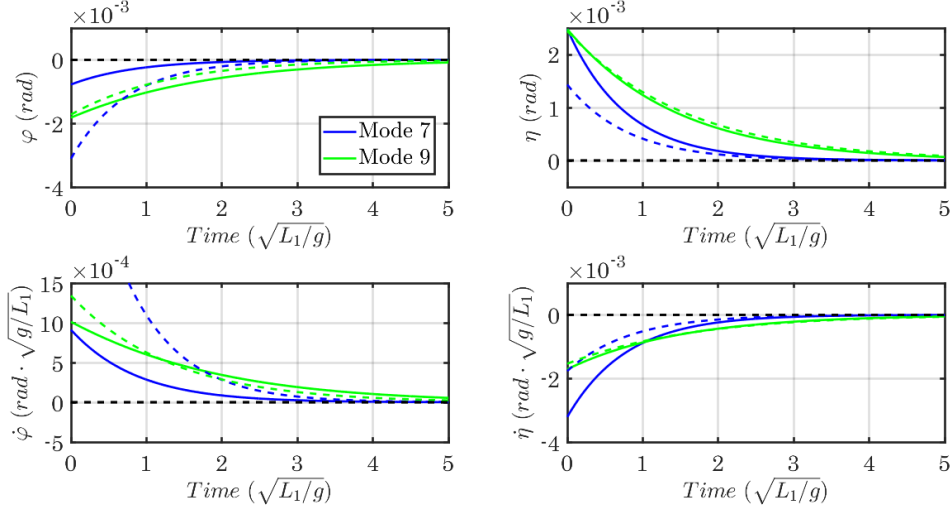 ×10⁻³
0
-2
-4
φ (rad)
Mode 7
Mode 9
0 1 2 3 4 5
Time (√L₁/g)
×10⁻³
2
1
0
η (rad)
0 1 2 3 4 5
Time (√L₁/g)
×10⁻⁴
15
10
5
0
-5
φ̇ (rad · √g/L₁)
0 1 2 3 4 5
Time (√L₁/g)
×10⁻³
0
-2
-4
η̇ (rad · √g/L₁)
0 1 2 3 4 5
Time (√L₁/g)